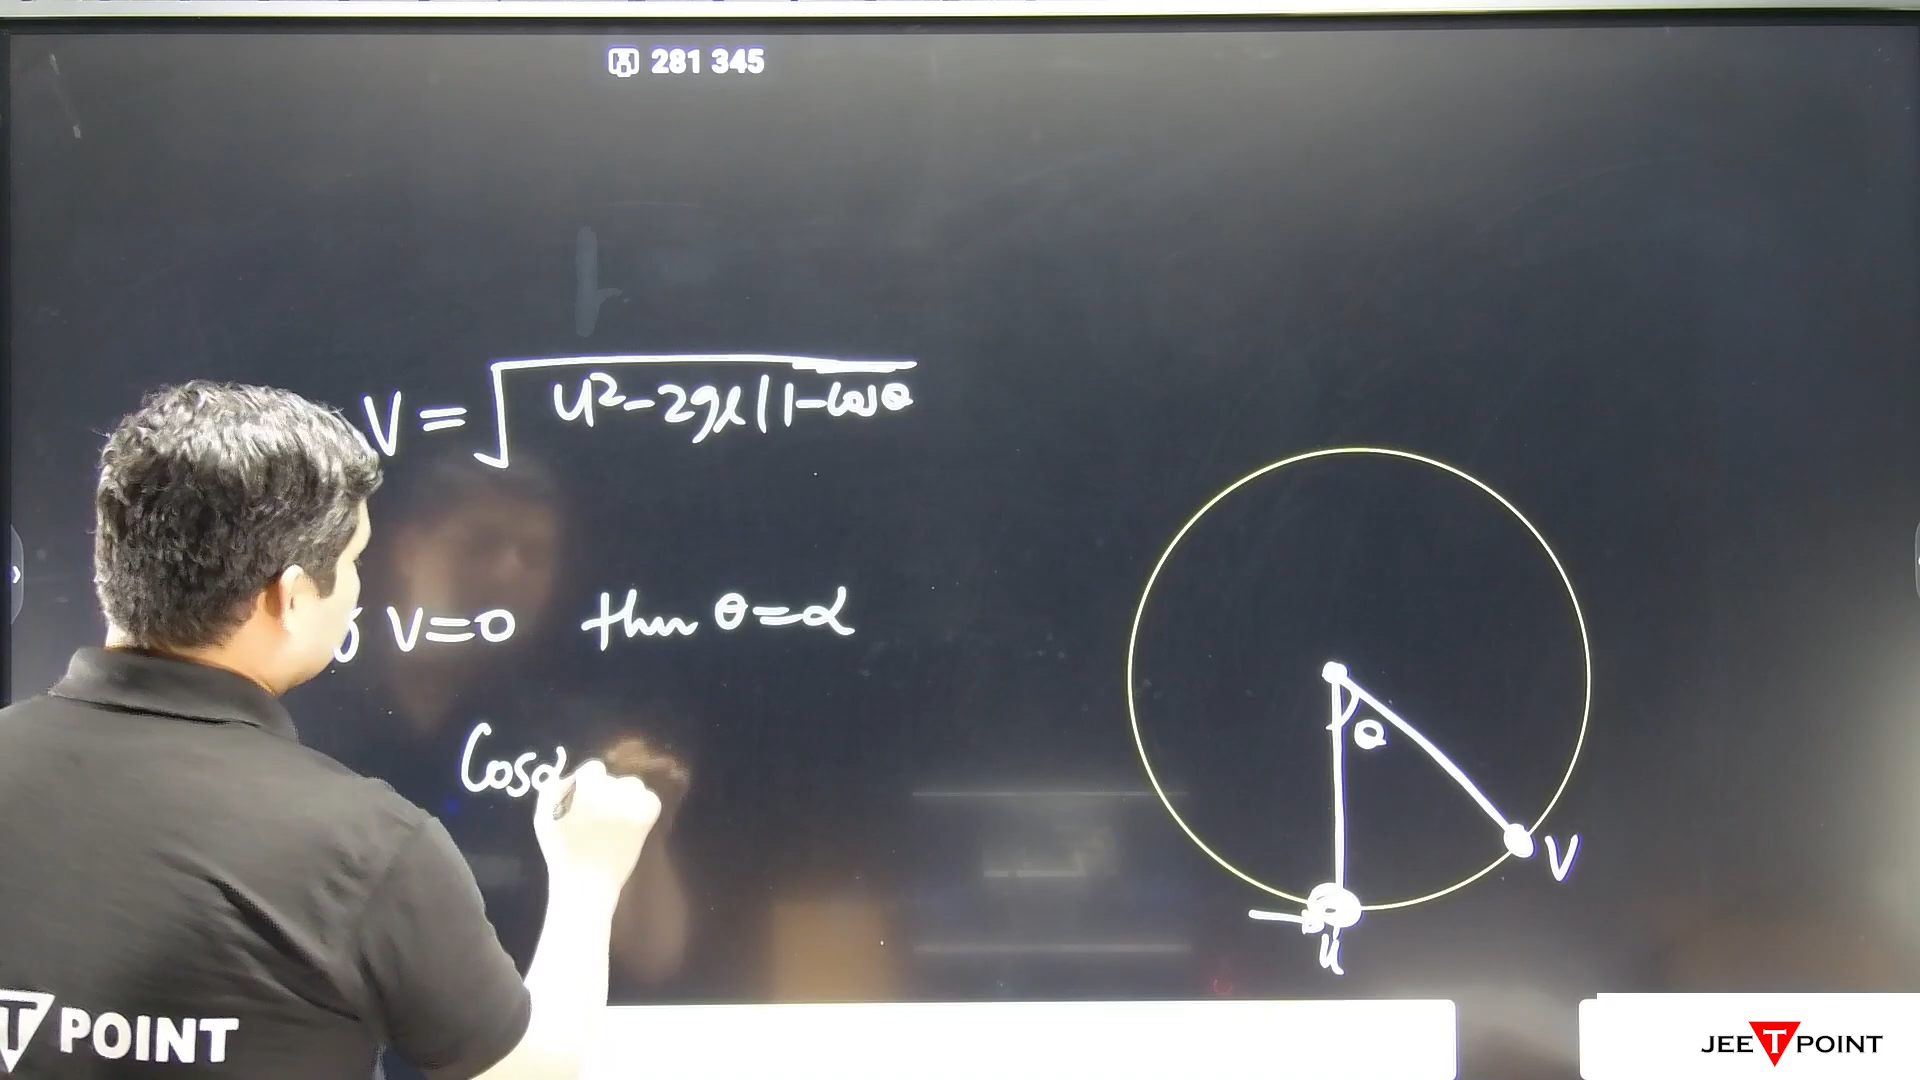 281 345
V = √u²-2gl(1-cosθ
V=0 then θ=α
Cosα
θ
V
u
T POINT
JEE T POINT